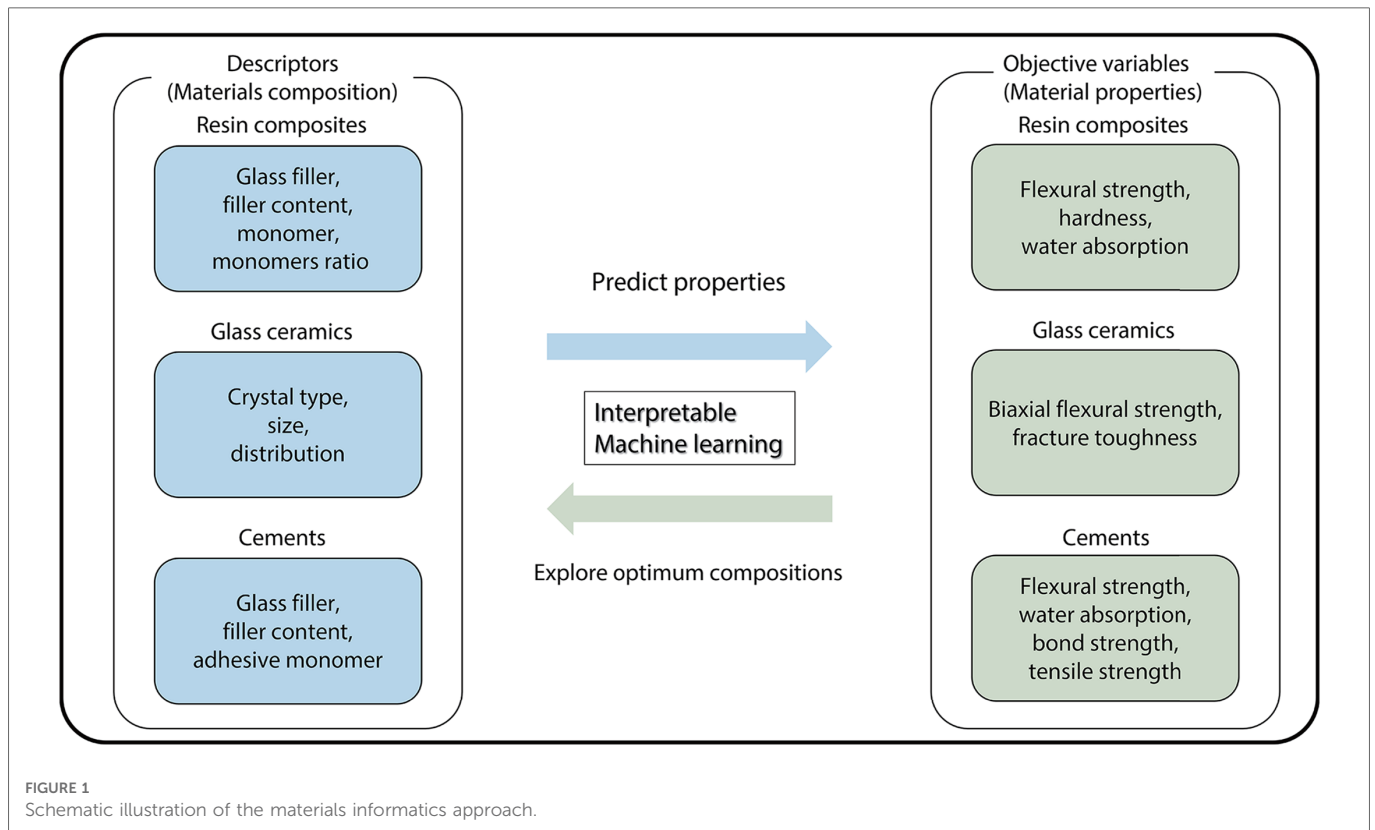 Descriptors
(Materials composition)
Resin composites
Glass filler,
filler content,
monomer,
monomers ratio
Glass ceramics
Crystal type,
size,
distribution
Cements
Glass filler,
filler content,
adhesive monomer
Predict properties
Interpretable
Machine learning
Explore optimum compositions
Objective variables
(Material properties)
Resin composites
Flexural strength,
hardness,
water absorption
Glass ceramics
Biaxial flexural strength,
fracture toughness
Cements
Flexural strength,
water absorption,
bond strength,
tensile strength
FIGURE 1
Schematic illustration of the materials informatics approach.